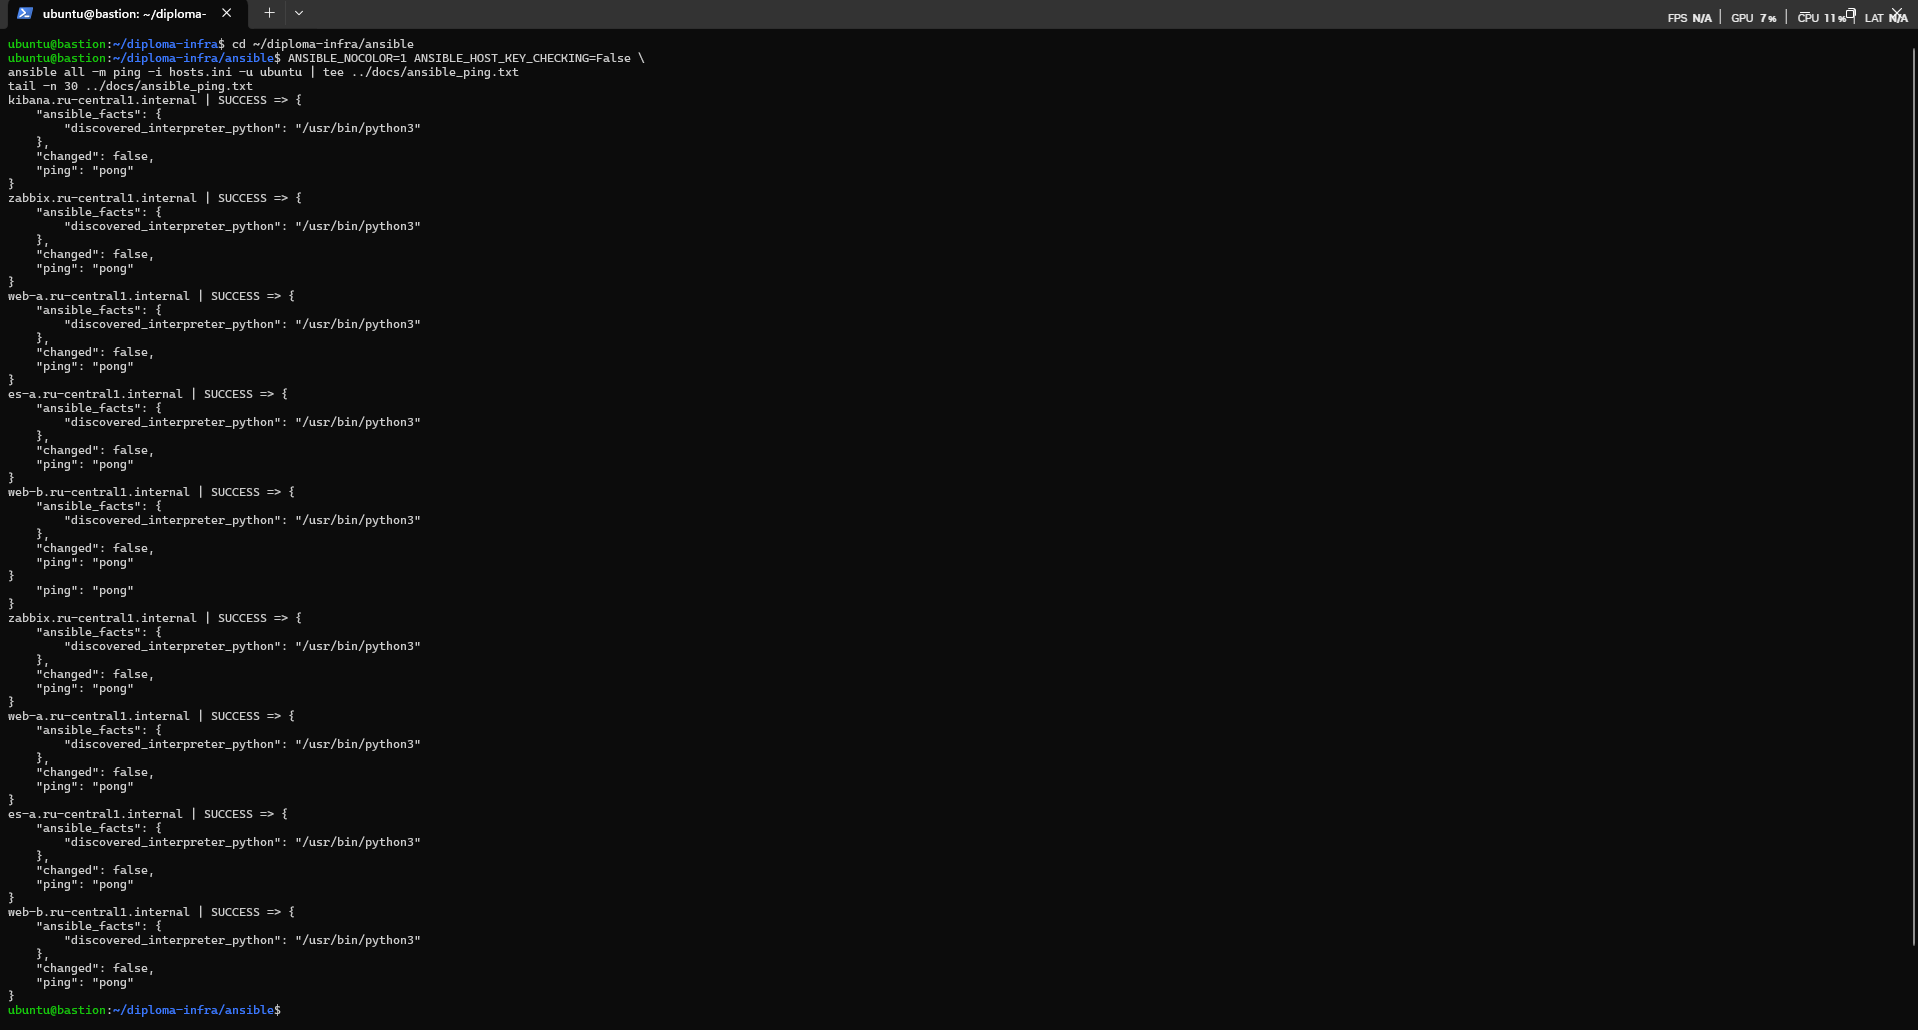 ubuntu@bastion: ~/diploma-
FPS N/A | GPU 7% | CPU 11% | LAT N/A
ubuntu@bastion:~/diploma-infra$ cd ~/diploma-infra/ansible
ubuntu@bastion:~/diploma-infra/ansible$ ANSIBLE_NOCOLOR=1 ANSIBLE_HOST_KEY_CHECKING=False \
ansible all -m ping -i hosts.ini -u ubuntu | tee ../docs/ansible_ping.txt
tail -n 30 ../docs/ansible_ping.txt
kibana.ru-central1.internal | SUCCESS => {
    "ansible_facts": {
        "discovered_interpreter_python": "/usr/bin/python3"
    },
    "changed": false,
    "ping": "pong"
}
zabbix.ru-central1.internal | SUCCESS => {
    "ansible_facts": {
        "discovered_interpreter_python": "/usr/bin/python3"
    },
    "changed": false,
    "ping": "pong"
}
web-a.ru-central1.internal | SUCCESS => {
    "ansible_facts": {
        "discovered_interpreter_python": "/usr/bin/python3"
    },
    "changed": false,
    "ping": "pong"
}
es-a.ru-central1.internal | SUCCESS => {
    "ansible_facts": {
        "discovered_interpreter_python": "/usr/bin/python3"
    },
    "changed": false,
    "ping": "pong"
}
web-b.ru-central1.internal | SUCCESS => {
    "ansible_facts": {
        "discovered_interpreter_python": "/usr/bin/python3"
    },
    "changed": false,
    "ping": "pong"
}
    "ping": "pong"
}
zabbix.ru-central1.internal | SUCCESS => {
    "ansible_facts": {
        "discovered_interpreter_python": "/usr/bin/python3"
    },
    "changed": false,
    "ping": "pong"
}
web-a.ru-central1.internal | SUCCESS => {
    "ansible_facts": {
        "discovered_interpreter_python": "/usr/bin/python3"
    },
    "changed": false,
    "ping": "pong"
}
es-a.ru-central1.internal | SUCCESS => {
    "ansible_facts": {
        "discovered_interpreter_python": "/usr/bin/python3"
    },
    "changed": false,
    "ping": "pong"
}
web-b.ru-central1.internal | SUCCESS => {
    "ansible_facts": {
        "discovered_interpreter_python": "/usr/bin/python3"
    },
    "changed": false,
    "ping": "pong"
}
ubuntu@bastion:~/diploma-infra/ansible$